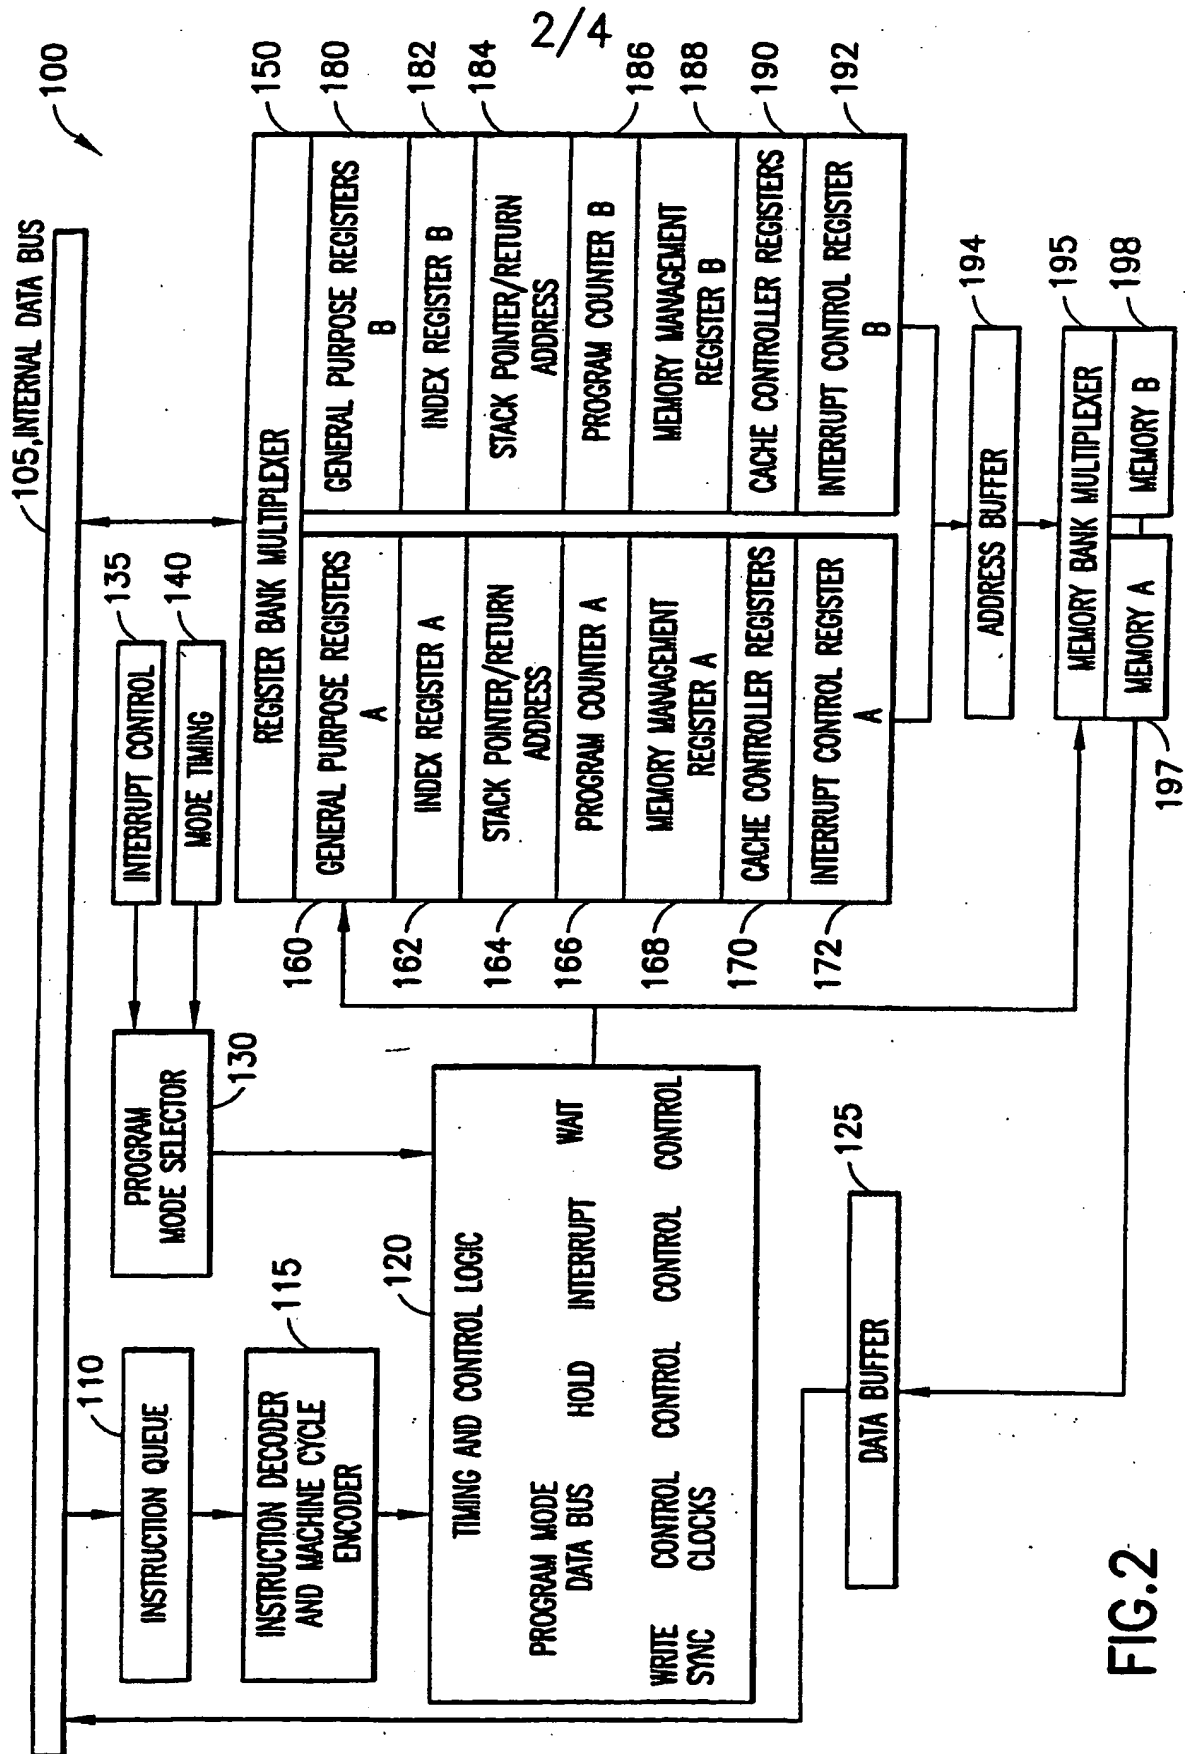 2/4
100
105, INTERNAL DATA BUS
INTERRUPT CONTROL
135
MODE TIMING
140
PROGRAM
MODE SELECTOR
130
110
INSTRUCTION QUEUE
115
INSTRUCTION DECODER
AND MACHINE CYCLE
ENCODER
120
TIMING AND CONTROL LOGIC
PROGRAM MODE
DATA BUS
HOLD
INTERRUPT
WAIT
WRITE
SYNC
CONTROL
CLOCKS
CONTROL
CONTROL
CONTROL
125
DATA BUFFER
150
REGISTER BANK MULTIPLEXER
160
GENERAL PURPOSE REGISTERS
A
162
INDEX REGISTER A
164
STACK POINTER/RETURN
ADDRESS
166
PROGRAM COUNTER A
168
MEMORY MANAGEMENT
REGISTER A
170
CACHE CONTROLLER REGISTERS
172
INTERRUPT CONTROL REGISTER
A
180
GENERAL PURPOSE REGISTERS
B
182
INDEX REGISTER B
184
STACK POINTER/RETURN
ADDRESS
186
PROGRAM COUNTER B
188
MEMORY MANAGEMENT
REGISTER B
190
CACHE CONTROLLER REGISTERS
192
INTERRUPT CONTROL REGISTER
B
194
ADDRESS BUFFER
195
MEMORY BANK MULTIPLEXER
197
MEMORY A
198
MEMORY B
FIG.2